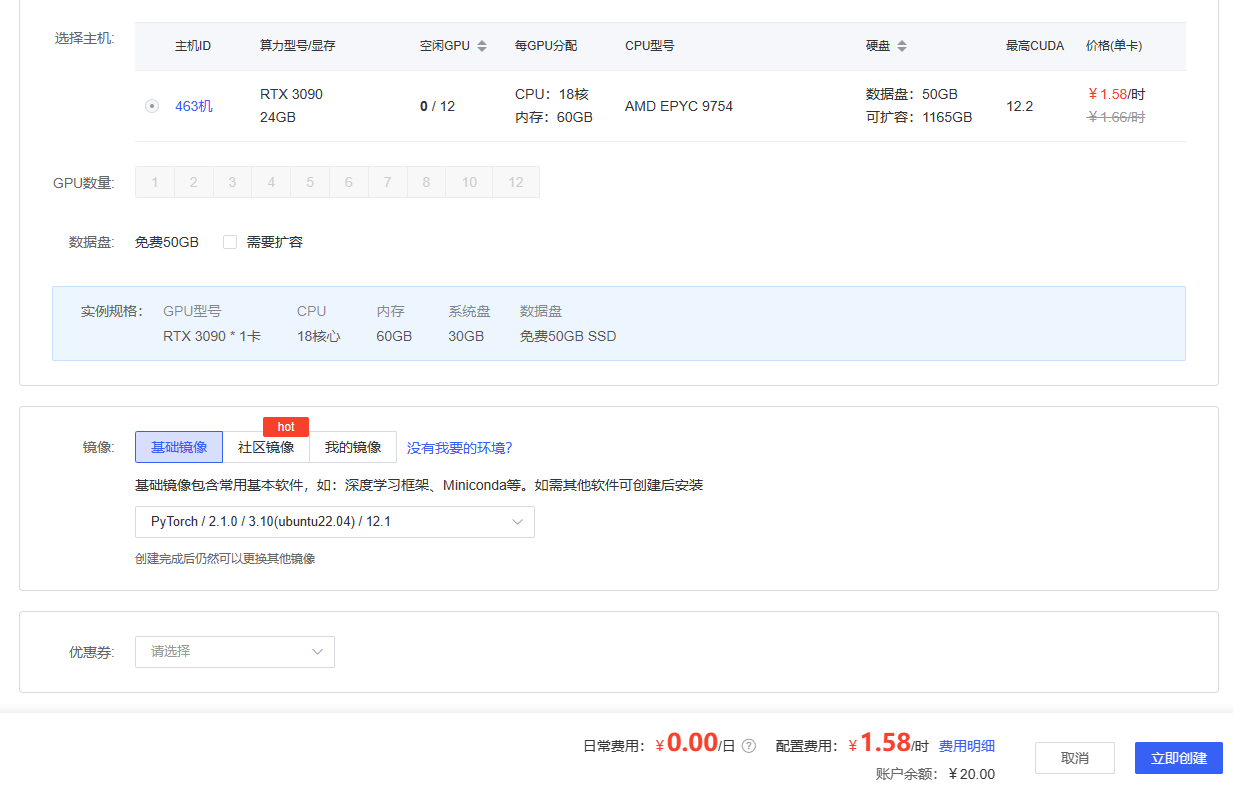 选择主机:
主机ID 算力型号/显存 空闲GPU 每GPU分配 CPU型号 硬盘 最高CUDA 价格(单卡)
463机 RTX 3090 24GB 0 / 12 CPU：18核 内存：60GB AMD EPYC 9754 数据盘：50GB 可扩容：1165GB 12.2 ￥1.58/时 ￥1.66/时
GPU数量: 1 2 3 4 5 6 7 8 10 12
数据盘: 免费50GB 需要扩容
实例规格： GPU型号 CPU 内存 系统盘 数据盘
RTX 3090 * 1卡 18核心 60GB 30GB 免费50GB SSD
hot
镜像: 基础镜像 社区镜像 我的镜像 没有我要的环境?
基础镜像包含常用基本软件，如：深度学习框架、Miniconda等。如需其他软件可创建后安装
PyTorch / 2.1.0 / 3.10(ubuntu22.04) / 12.1
创建完成后仍然可以更换其他镜像
优惠券: 请选择
日常费用：￥0.00/日 ? 配置费用：￥1.58/时 费用明细
账户余额：￥20.00
取消 立即创建